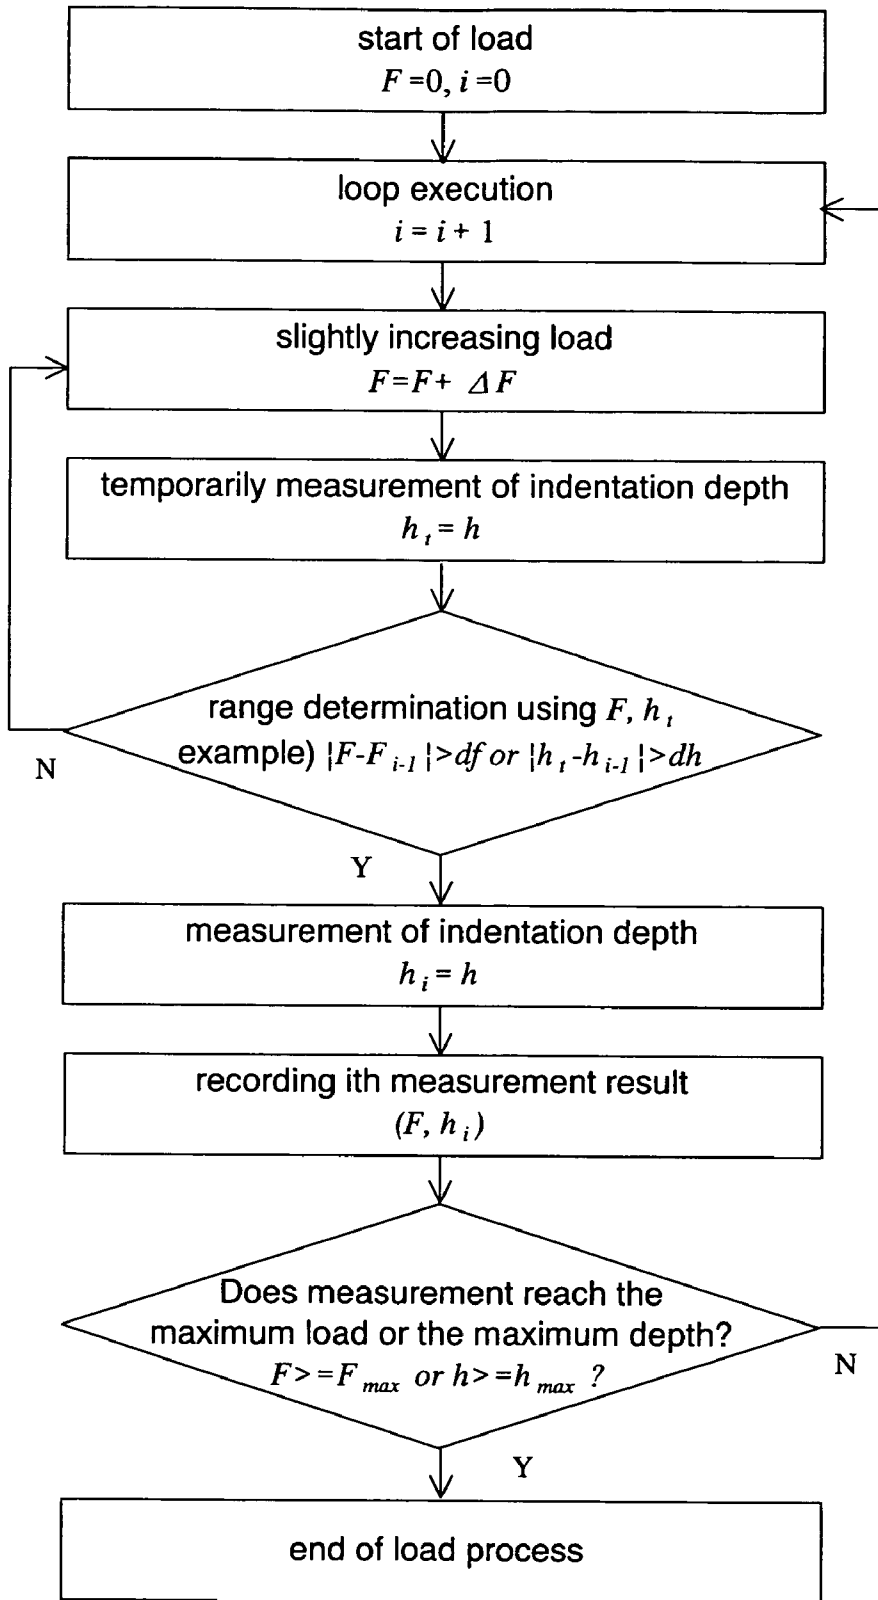 start of load
F =0, i =0
loop execution
i = i + 1
slightly increasing load
F=F+ ΔF
temporarily measurement of indentation depth
h t = h
range determination using F, h t
example) |F-F i-1 |>df or |h t -h i-1 |>dh
N
Y
measurement of indentation depth
h i = h
recording ith measurement result
(F, h i )
Does measurement reach the
maximum load or the maximum depth?
F>=F max or h>=h max ?
N
Y
end of load process